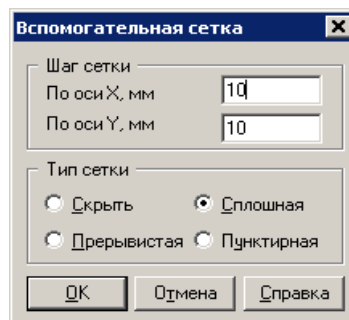 Вспомогательная сетка
Шаг сетки
По оси X, мм 10
По оси Y, мм 10
Тип сетки
Скрыть Сплошная
Прерывистая Пунктирная
OK Отмена Справка